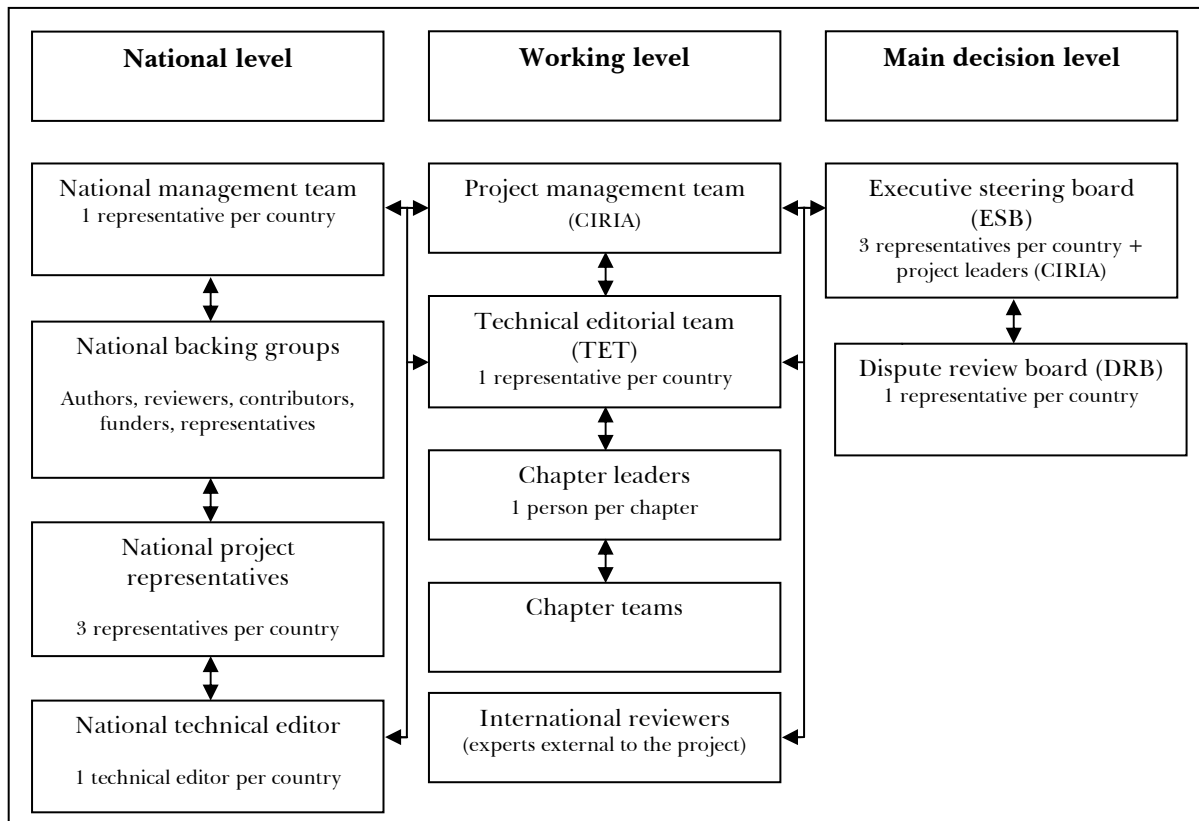 National level
Working level
Main decision level
National management team
1 representative per country
National backing groups
Authors, reviewers, contributors,
funders, representatives
National project
representatives
3 representatives per country
National technical editor
1 technical editor per country
Project management team
(CIRIA)
Technical editorial team
(TET)
1 representative per country
Chapter leaders
1 person per chapter
Chapter teams
International reviewers
(experts external to the project)
Executive steering board
(ESB)
3 representatives per country +
project leaders (CIRIA)
Dispute review board (DRB)
1 representative per country